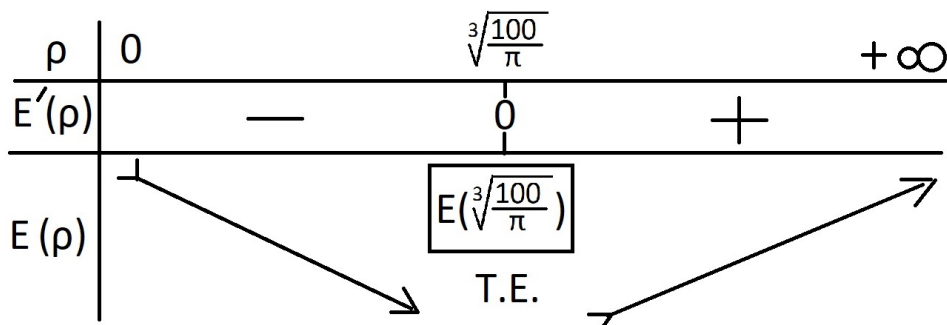 ρ 0 ∛(100/π) +∞
E′(ρ) — 0 +
E(∛(100/π))
E (ρ)
T.E.